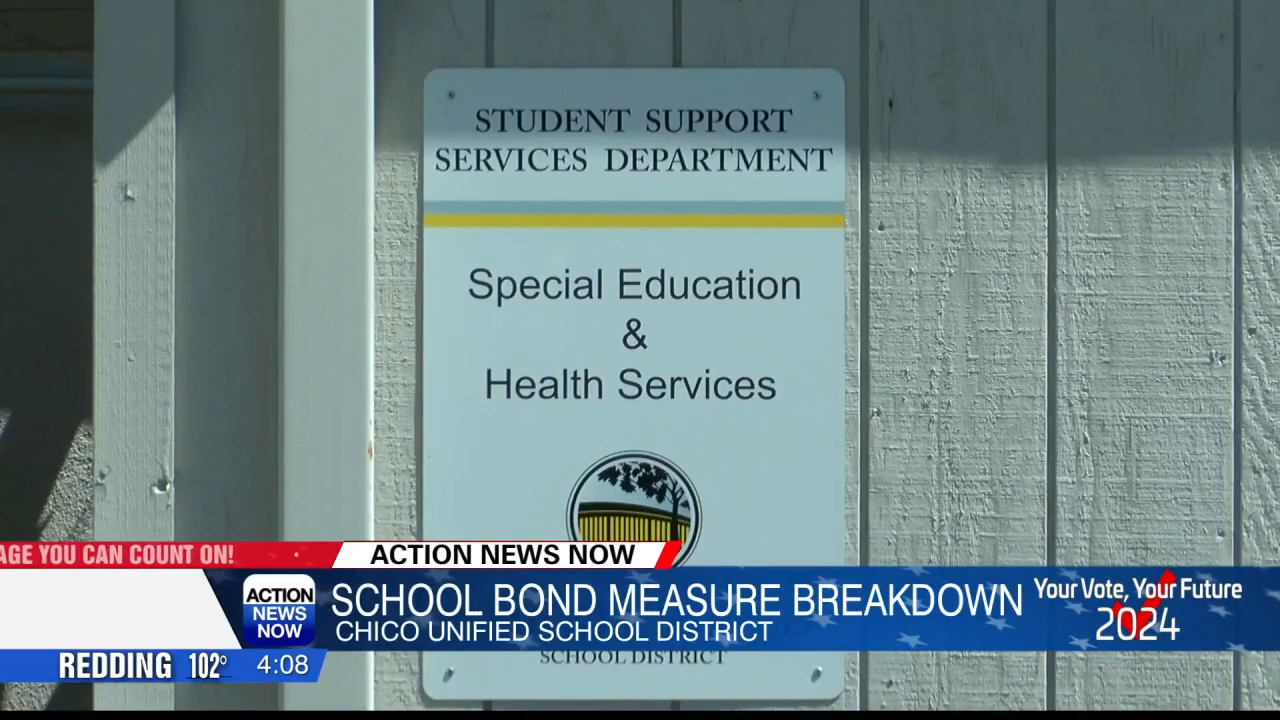 STUDENT SUPPORT
SERVICES DEPARTMENT
Special Education
&
Health Services
AGE YOU CAN COUNT ON!
ACTION NEWS NOW
ACTION
NEWS
NOW
SCHOOL BOND MEASURE BREAKDOWN
CHICO UNIFIED SCHOOL DISTRICT
Your Vote, Your Future
2024
SCHOOL DISTRICT
REDDING 102° 4:08